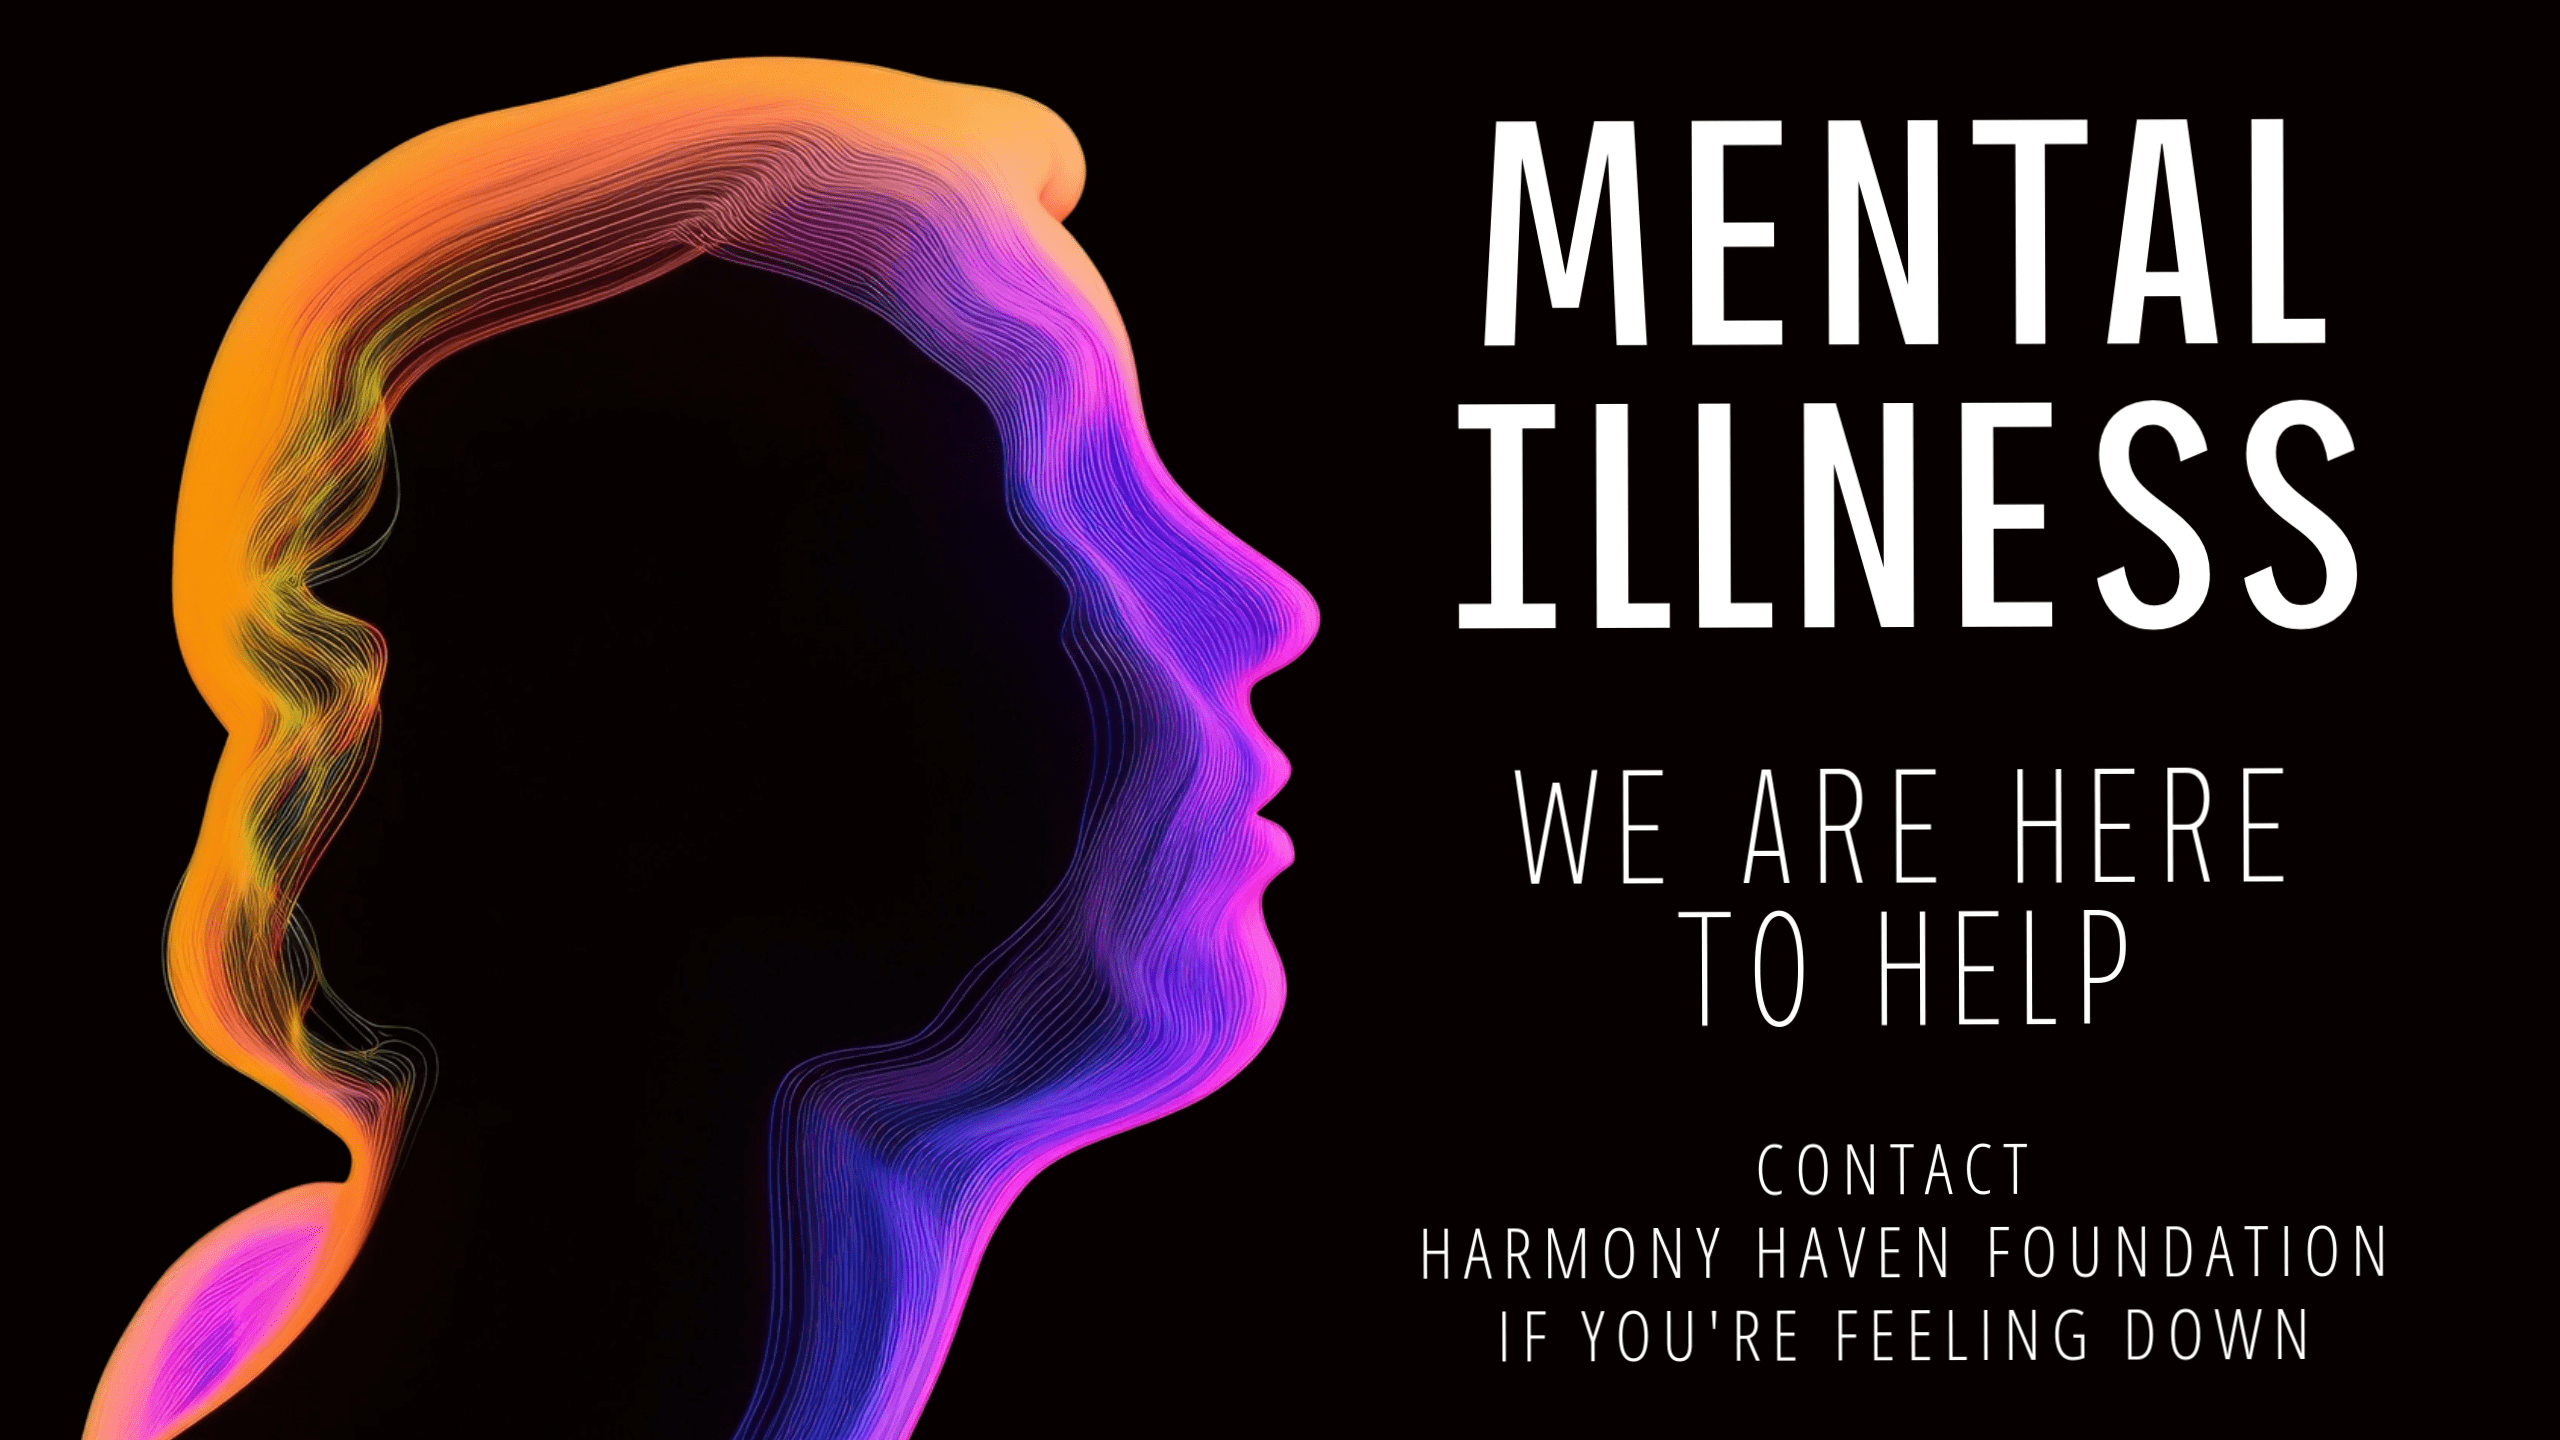 MENTAL
ILLNESS
WE ARE HERE
TO HELP
CONTACT
HARMONY HAVEN FOUNDATION
IF YOU'RE FEELING DOWN